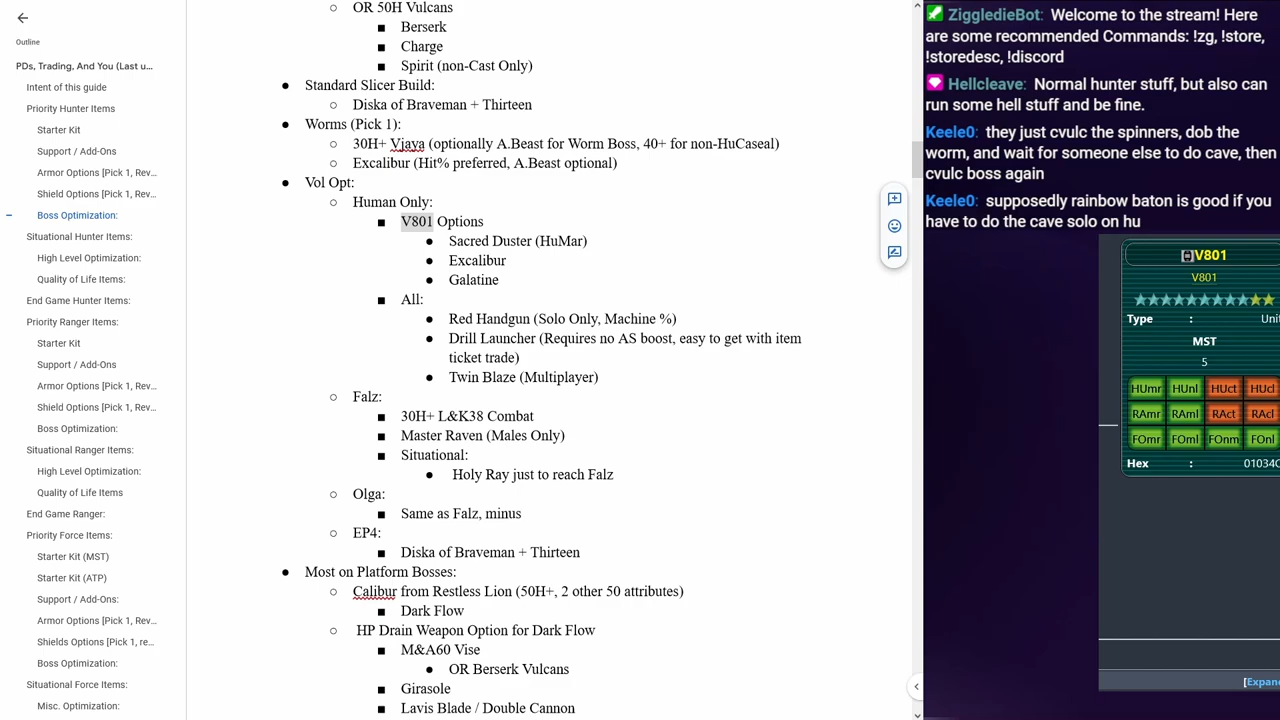 Outline
PDs, Trading, And You (Last u...
Intent of this guide
Priority Hunter Items
Starter Kit
Support / Add-Ons
Armor Options [Pick 1, Rev...
Shield Options [Pick 1, Rev...
Boss Optimization:
Situational Hunter Items:
High Level Optimization:
Quality of Life Items:
End Game Hunter Items:
Priority Ranger Items:
Starter Kit
Support / Add-Ons
Armor Options [Pick 1, Rev...
Shield Options [Pick 1, Rev...
Boss Optimization:
Situational Ranger Items:
High Level Optimization:
Quality of Life Items
End Game Ranger:
Priority Force Items:
Starter Kit (MST)
Starter Kit (ATP)
Support / Add-Ons:
Armor Options [Pick 1, Rev...
Shields Options [Pick 1, re...
Boss Optimization:
Situational Force Items:
Misc. Optimization:
OR 50H Vulcans
Berserk
Charge
Spirit (non-Cast Only)
Standard Slicer Build:
Diska of Braveman + Thirteen
Worms (Pick 1):
30H+ Vjaya (optionally A.Beast for Worm Boss, 40+ for non-HuCaseal)
Excalibur (Hit% preferred, A.Beast optional)
Vol Opt:
Human Only:
V801 Options
Sacred Duster (HuMar)
Excalibur
Galatine
All:
Red Handgun (Solo Only, Machine %)
Drill Launcher (Requires no AS boost, easy to get with item
ticket trade)
Twin Blaze (Multiplayer)
Falz:
30H+ L&K38 Combat
Master Raven (Males Only)
Situational:
Holy Ray just to reach Falz
Olga:
Same as Falz, minus
EP4:
Diska of Braveman + Thirteen
Most on Platform Bosses:
Calibur from Restless Lion (50H+, 2 other 50 attributes)
Dark Flow
HP Drain Weapon Option for Dark Flow
M&A60 Vise
OR Berserk Vulcans
Girasole
Lavis Blade / Double Cannon
ZiggledieBot: Welcome to the stream! Here
are some recommended Commands: !zg, !store,
!storedesc, !discord
Hellcleave: Normal hunter stuff, but also can
run some hell stuff and be fine.
Keele0: they just cvulc the spinners, dob the
worm, and wait for someone else to do cave, then
cvulc boss again
Keele0: supposedly rainbow baton is good if you
have to do the cave solo on hu
V801
V801
★★★★★★★★★★★
Type : Uni
MST
5
HUmr HUnl HUct HUcl
RAmr RAml RAct RAcl
FOmr FOml FOnm FOnl
Hex : 01034C
[Expan